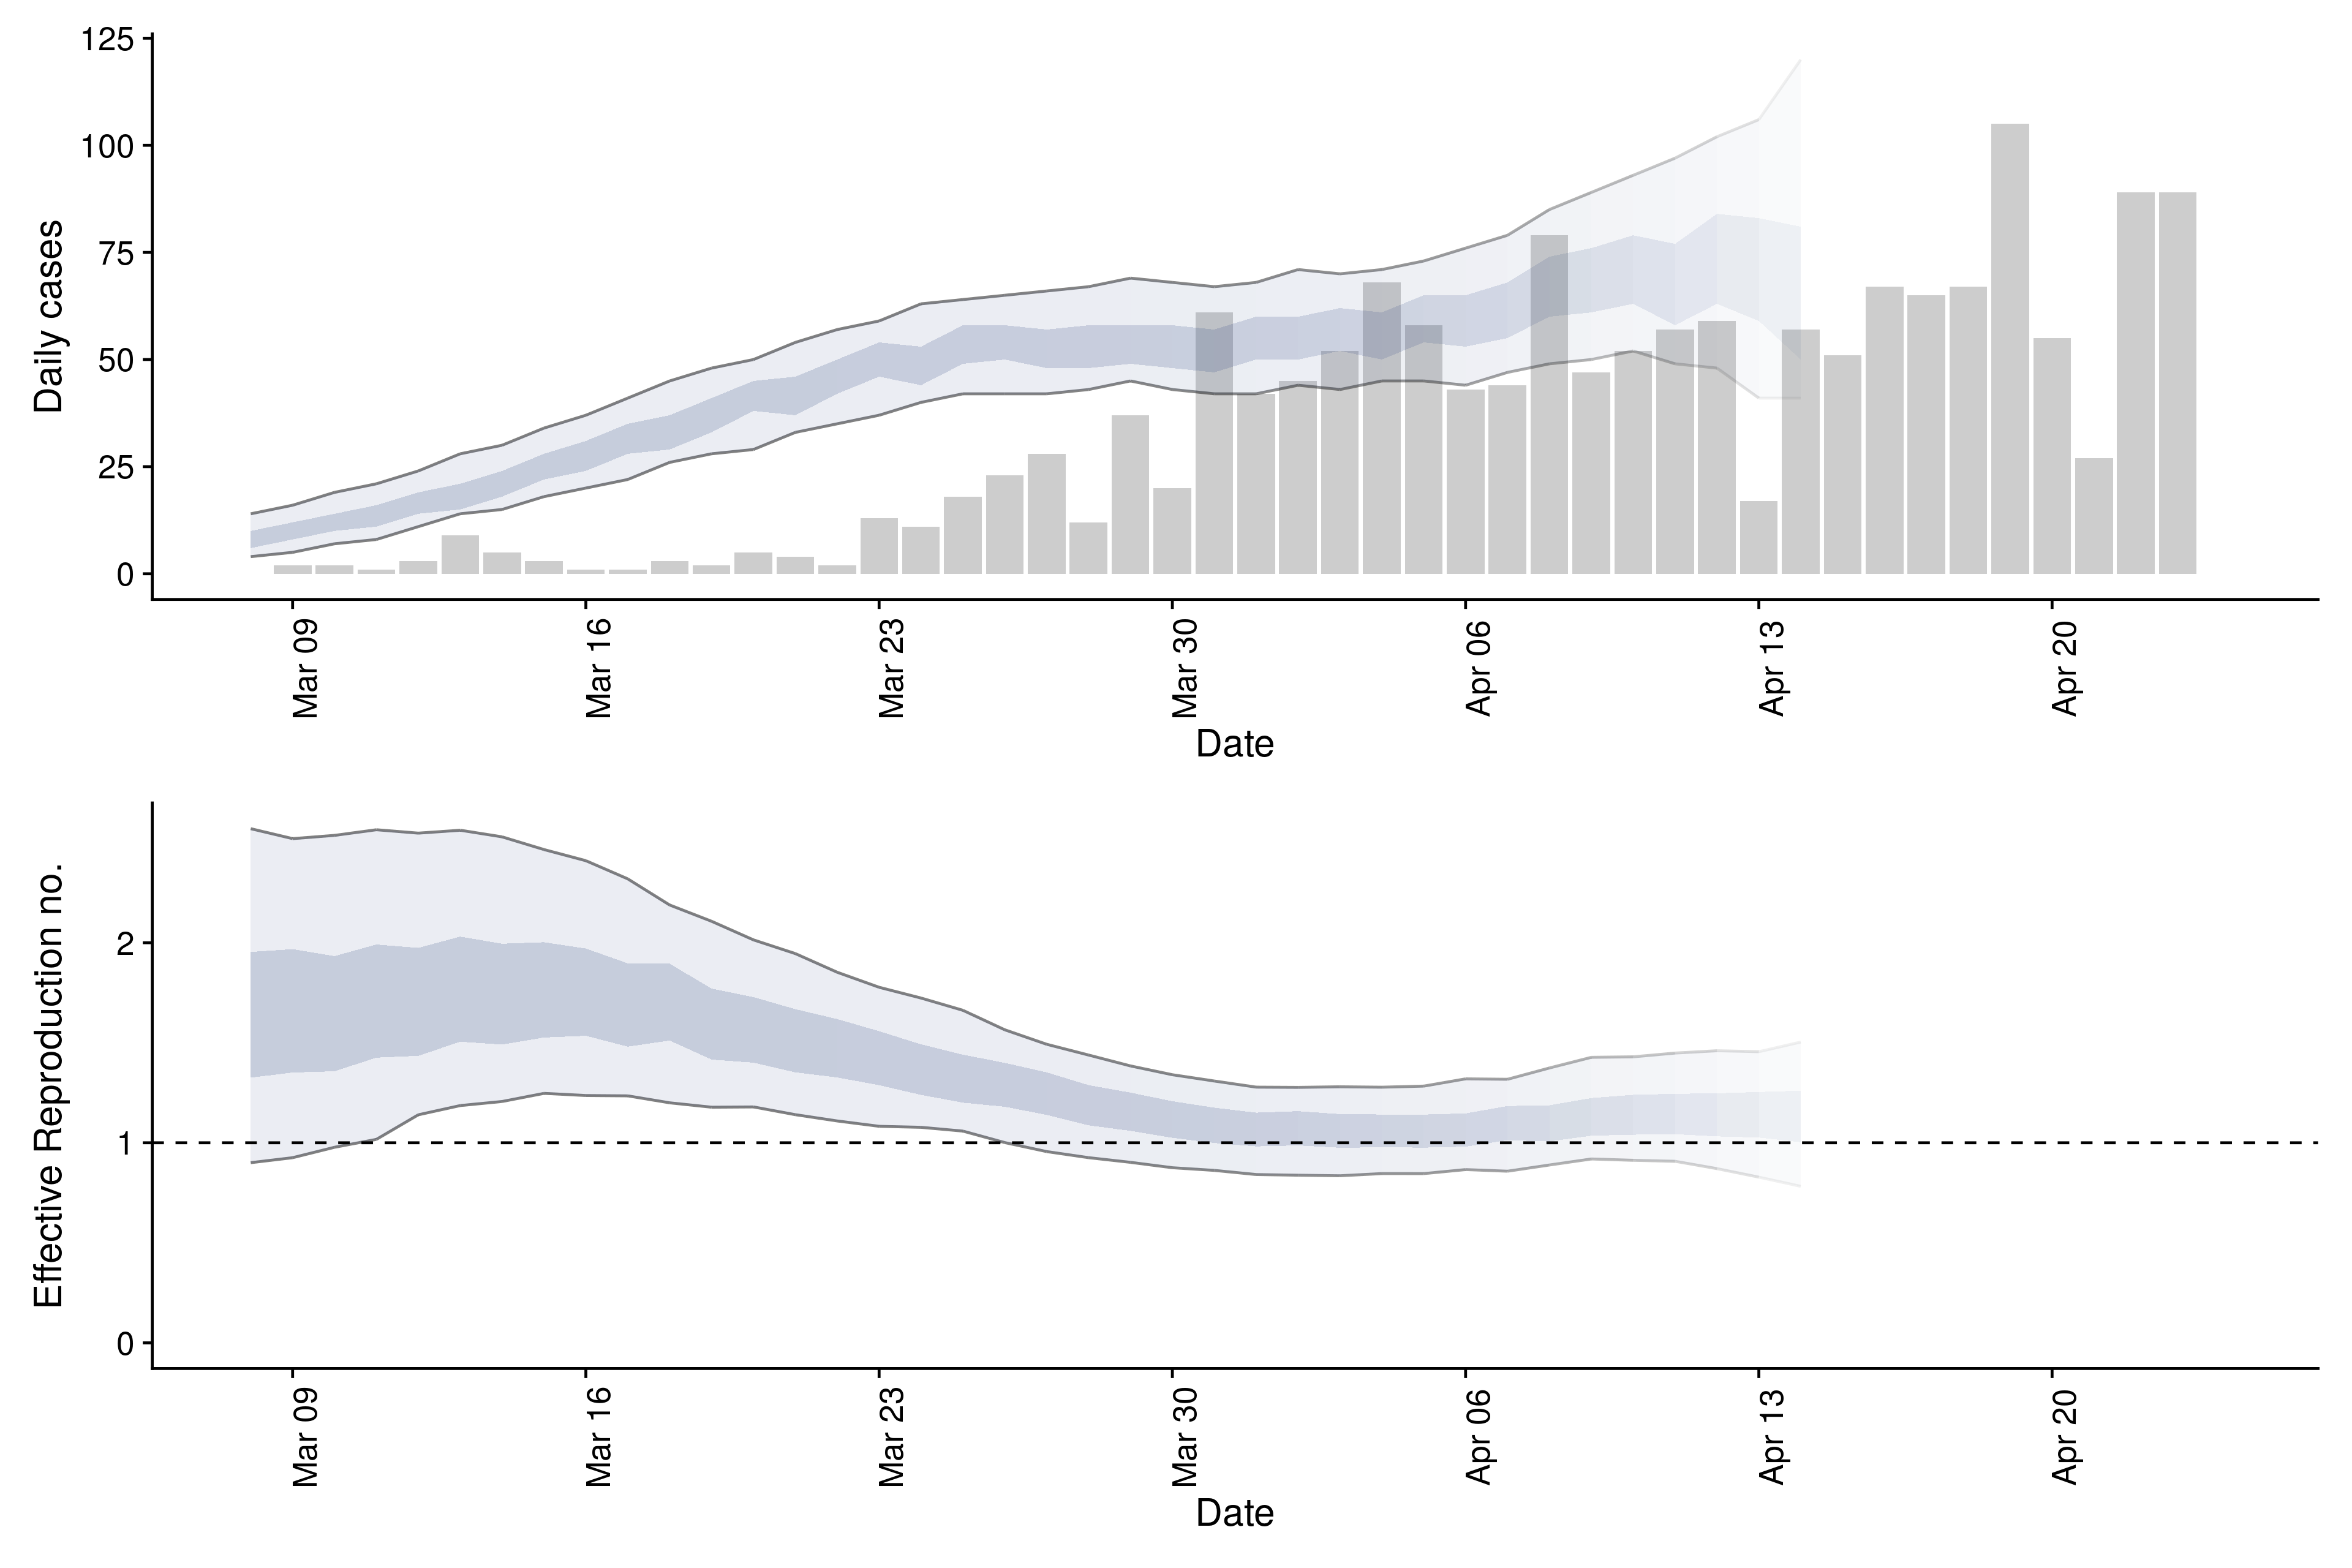 Daily cases
125
100
75
50
25
0
Mar 09
Mar 16
Mar 23
Mar 30
Apr 06
Apr 13
Apr 20
Date
Effective Reproduction no.
2
1
0
Mar 09
Mar 16
Mar 23
Mar 30
Apr 06
Apr 13
Apr 20
Date